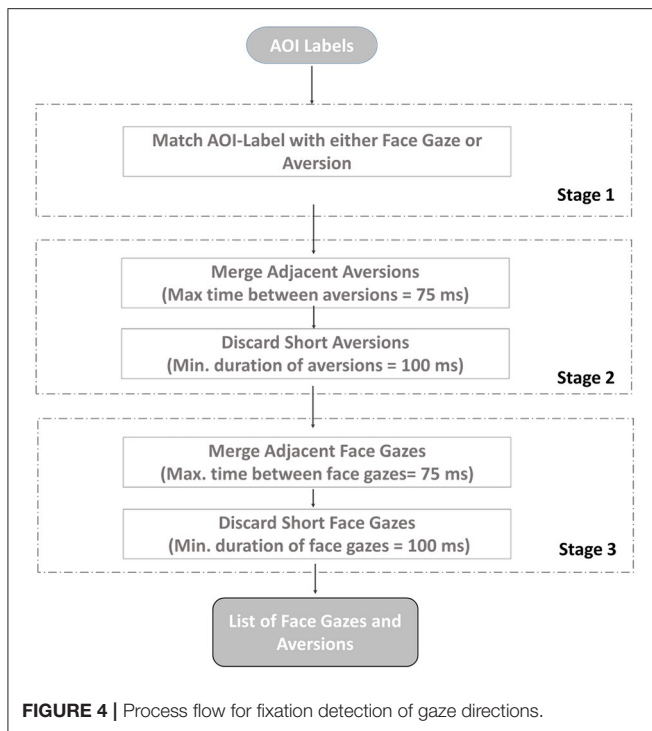 AOI Labels
Match AOI-Label with either Face Gaze or
Aversion
Stage 1
Merge Adjacent Aversions
(Max time between aversions = 75 ms)
Discard Short Aversions
(Min. duration of aversions = 100 ms)
Stage 2
Merge Adjacent Face Gazes
(Max. time between face gazes= 75 ms)
Discard Short Face Gazes
(Min. duration of face gazes = 100 ms)
Stage 3
List of Face Gazes and
Aversions
FIGURE 4 | Process flow for fixation detection of gaze directions.